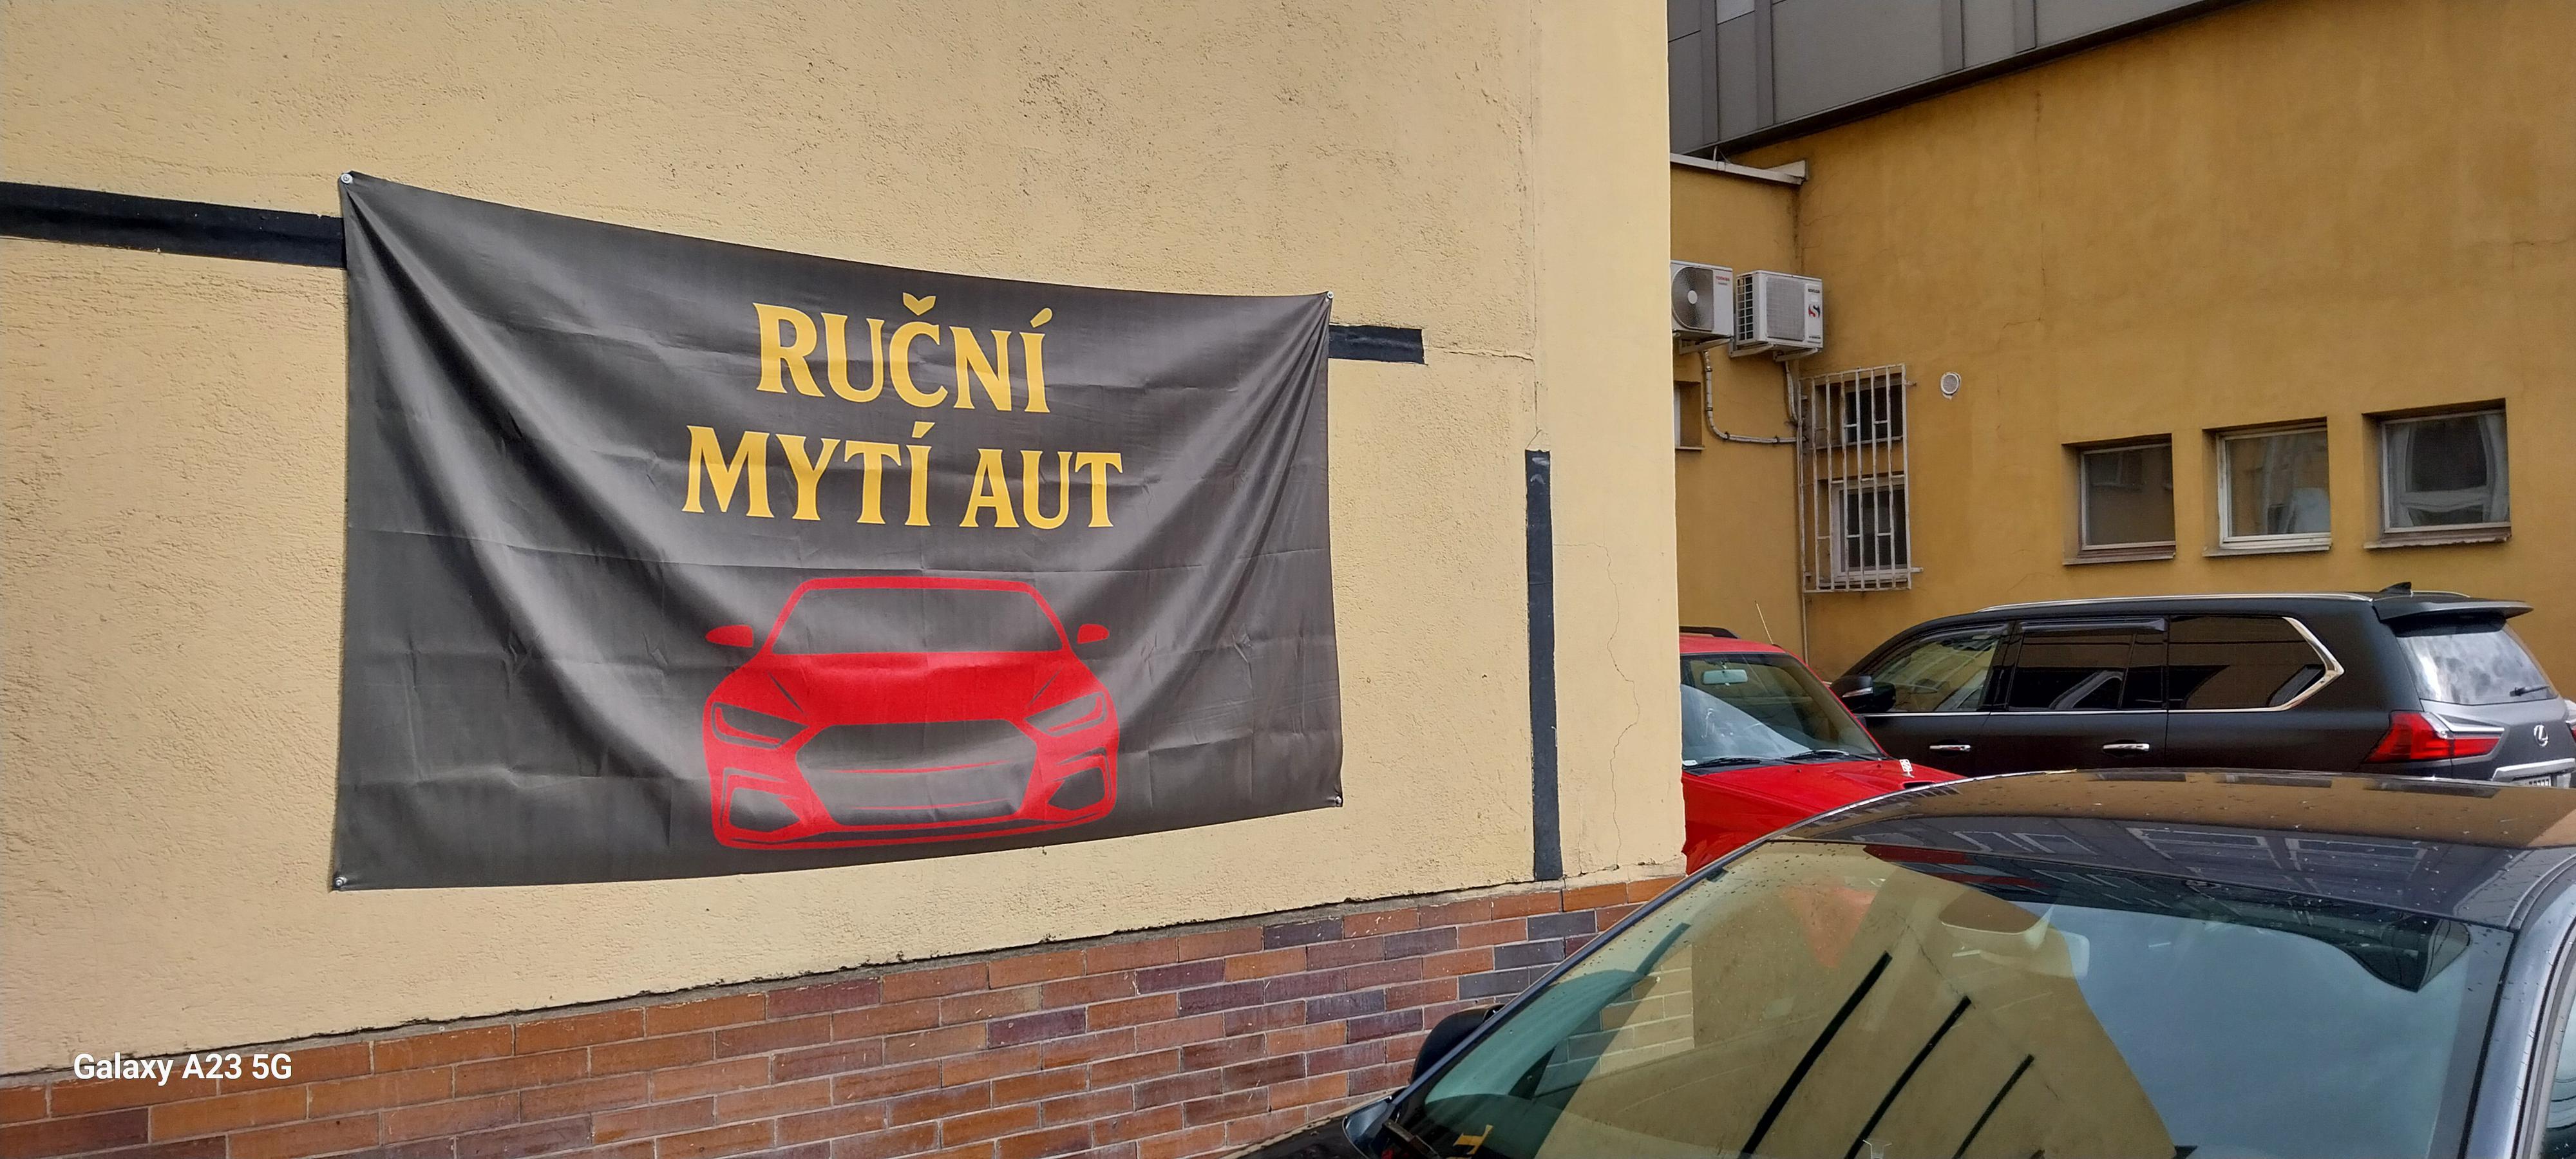 RUČNÍ
MYTÍ AUT
Galaxy A23 5G